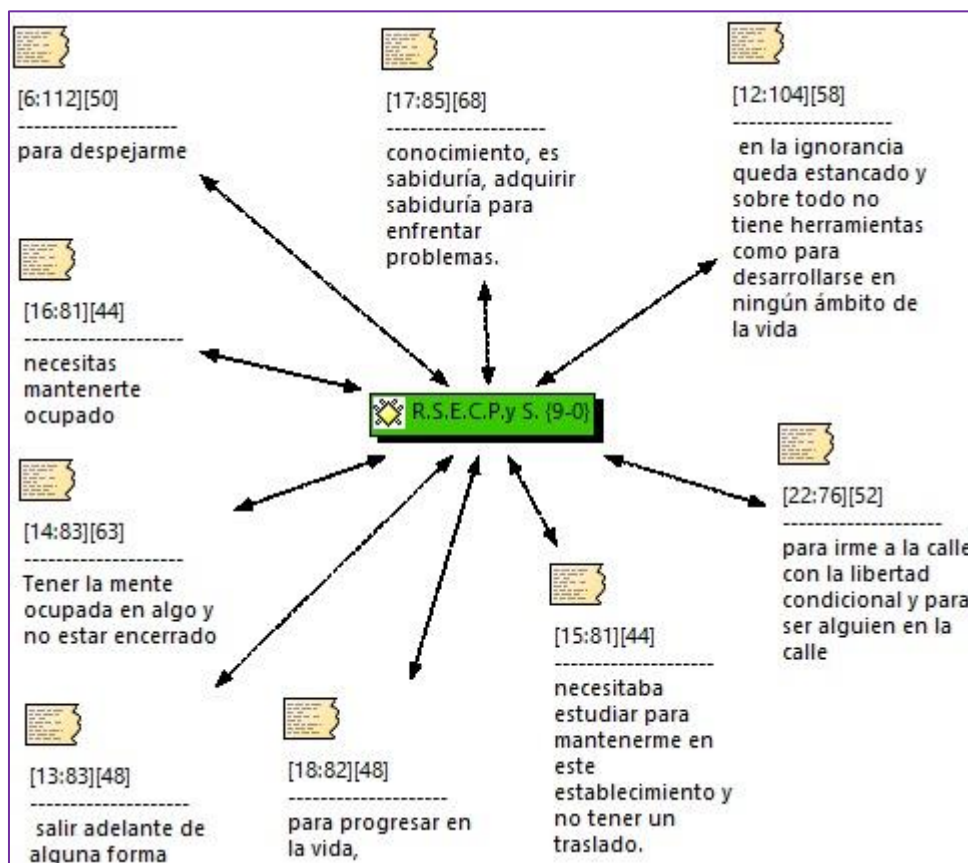 [6:112][50]
--------------------
para despejarme
[17:85][68]
--------------------
conocimiento, es
sabiduría, adquirir
sabiduría para
enfrentar
problemas.
[12:104][58]
--------------------
en la ignorancia
queda estancado y
sobre todo no
tiene herramientas
como para
desarrollarse en
ningún ámbito de
la vida
[16:81][44]
--------------------
necesitas
mantenerte
ocupado
R.S.E.C.P.y S. {9-0}
[14:83][63]
--------------------
Tener la mente
ocupada en algo y
no estar encerrado
[22:76][52]
--------------------
para irme a la calle
con la libertad
condicional y para
ser alguien en la
calle
[15:81][44]
--------------------
necesitaba
estudiar para
mantenerme en
este
establecimiento y
no tener un
traslado.
[13:83][48]
--------------------
salir adelante de
alguna forma
[18:82][48]
--------------------
para progresar en
la vida,